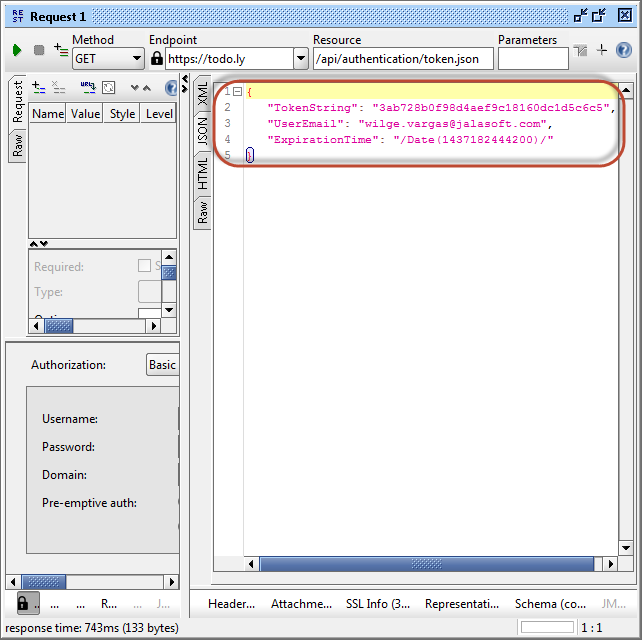 RE ST Request 1
Method Endpoint Resource Parameters
GET https://todo.ly /api/authentication/token.json
Request
Raw
Name Value Style Level
Required: S
Type:
Authorization: Basic
Username:
Password:
Domain:
Pre-emptive auth:
XML
JSON
HTML
Raw
1 {
2 "TokenString": "3ab728b0f98d4aef9c18160dc1d5c6c5",
3 "UserEmail": "wilge.vargas@jalasoft.com",
4 "ExpirationTime": "/Date(1437182444200)/"
5 }
.. ... ... R... ... J...
Header... Attachme... SSL Info (3... Representati... Schema (co... JM...
response time: 743ms (133 bytes) 1 : 1